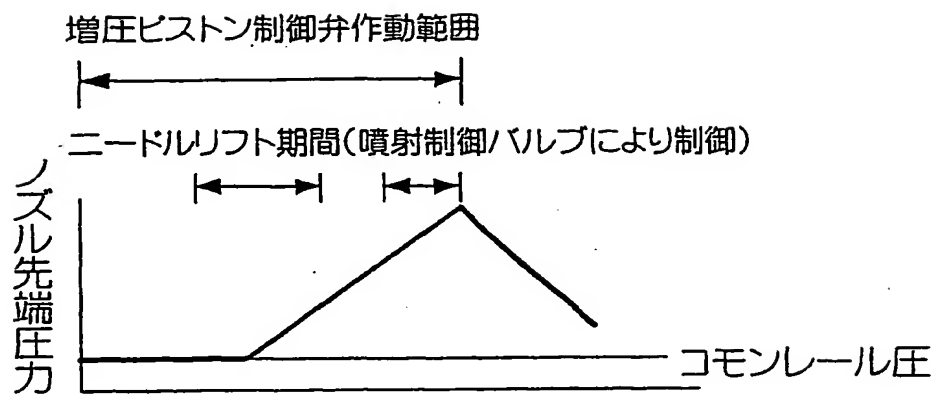 増圧ピストン制御弁作動範囲
ニードルリフト期間(噴射制御バルブにより制御)
ノズル先端圧力
コモンレール圧